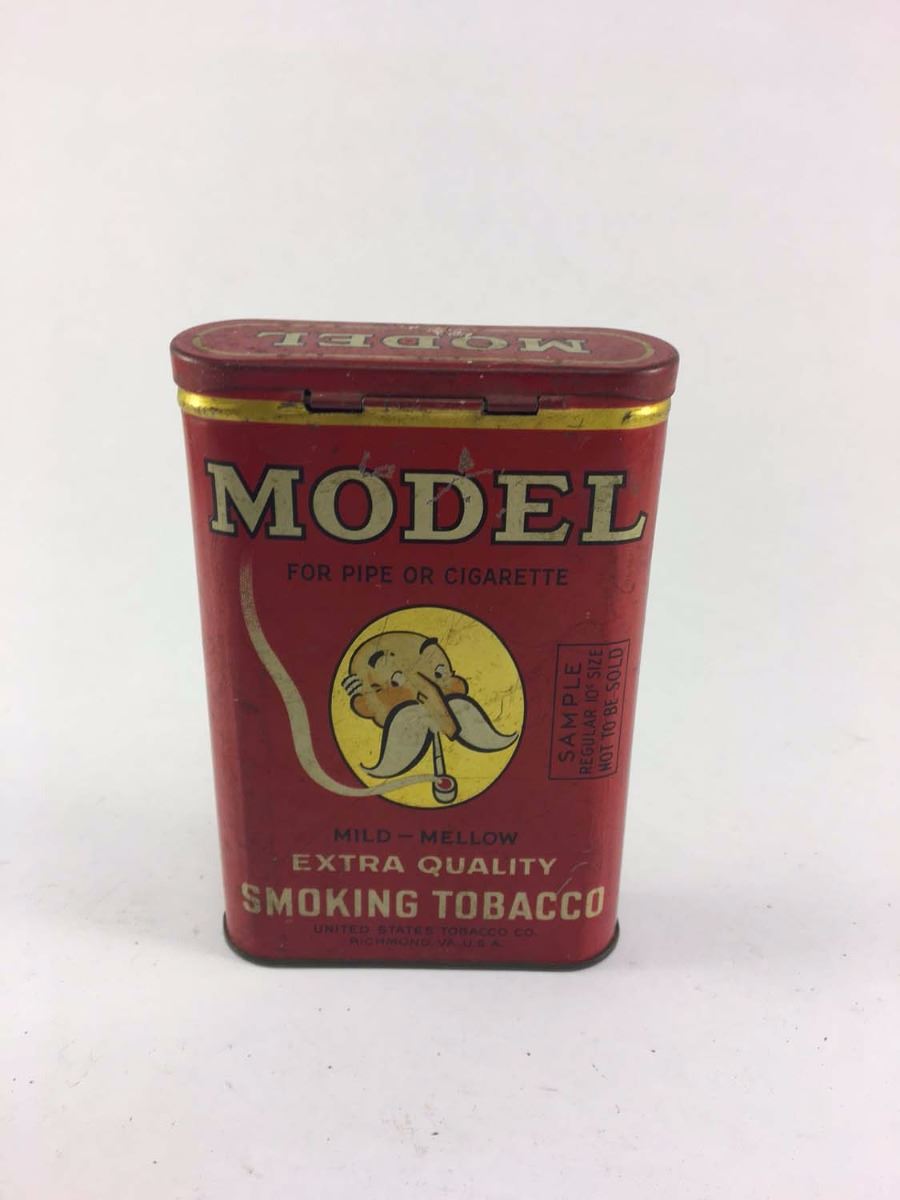 MODEL
MODEL
FOR PIPE OR CIGARETTE
SAMPLE
REGULAR 10¢ SIZE
NOT TO BE SOLD
MILD – MELLOW
EXTRA QUALITY
SMOKING TOBACCO
UNITED STATES TOBACCO CO.
RICHMOND, VA. U.S.A.